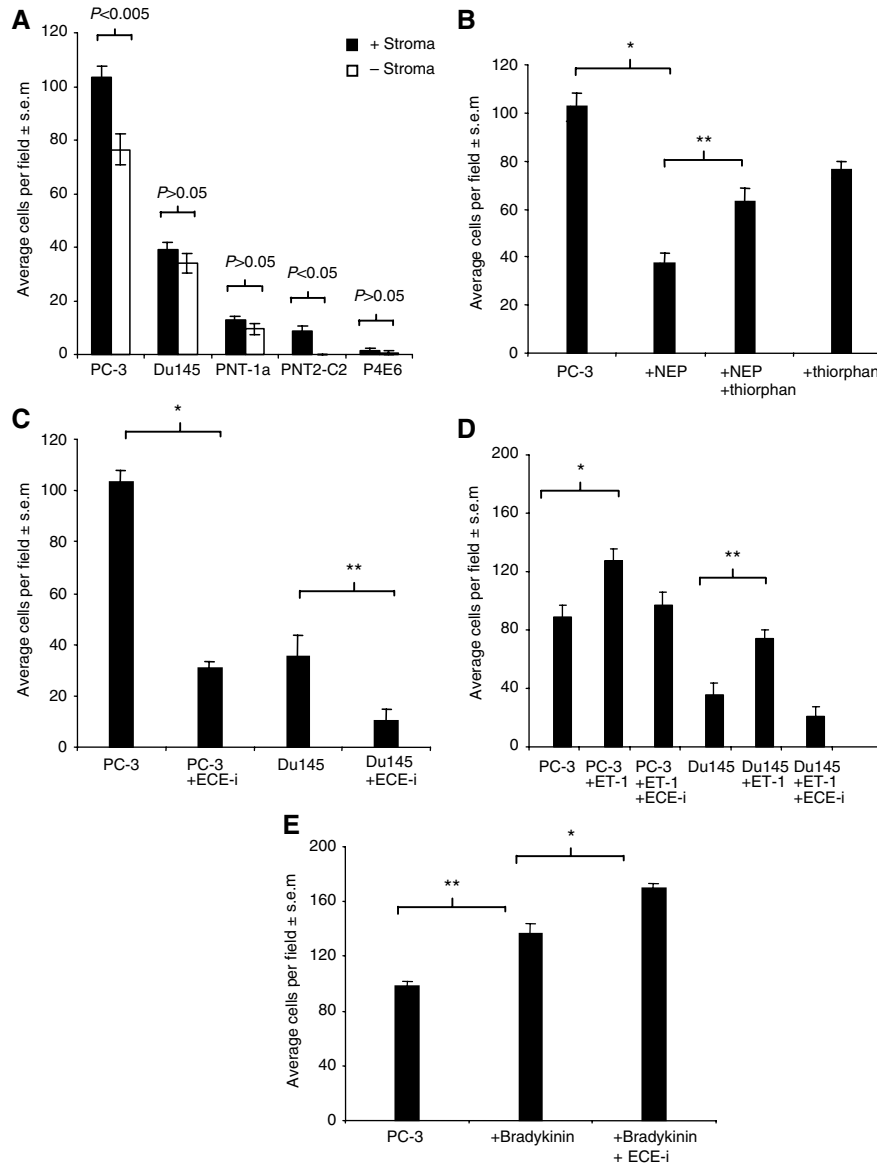 A
P<0.005
120
100
80
60
40
20
0
Average cells per field ± s.e.m
+ Stroma
– Stroma
P>0.05
P>0.05
P<0.05
P>0.05
PC-3 Du145 PNT-1a PNT2-C2 P4E6
B
120
100
80
60
40
20
0
Average cells per field ± s.e.m
*
**
PC-3 +NEP +NEP +thiorphan
+thiorphan
C
120
100
80
60
40
20
0
Average cells per field ± s.e.m
*
**
PC-3 PC-3 Du145 Du145
+ECE-i +ECE-i
D
200
160
120
80
40
0
Average cells per field ± s.e.m
*
**
PC-3 PC-3 PC-3 Du145 Du145 Du145
+ET-1 +ET-1 +ET-1 +ET-1
+ECE-i +ECE-i
E
200
160
120
80
40
0
Average cells per field ± s.e.m
**
*
PC-3 +Bradykinin +Bradykinin
+ ECE-i